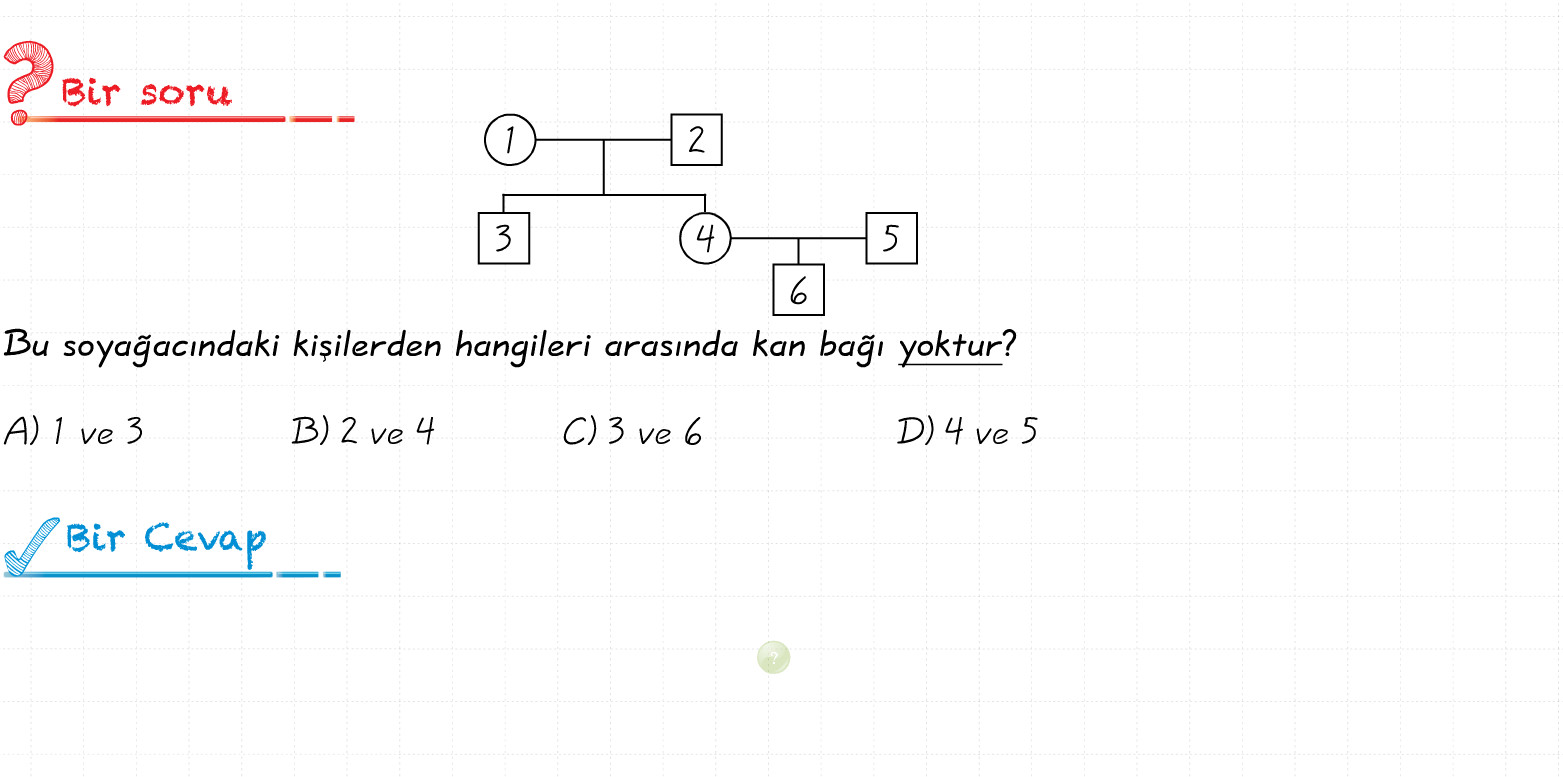 Bir soru
1 2
3 4 5
6
Bu soyağacındaki kişilerden hangileri arasında kan bağı yoktur?
A) 1 ve 3 B) 2 ve 4 C) 3 ve 6 D) 4 ve 5
Bir Cevap
?